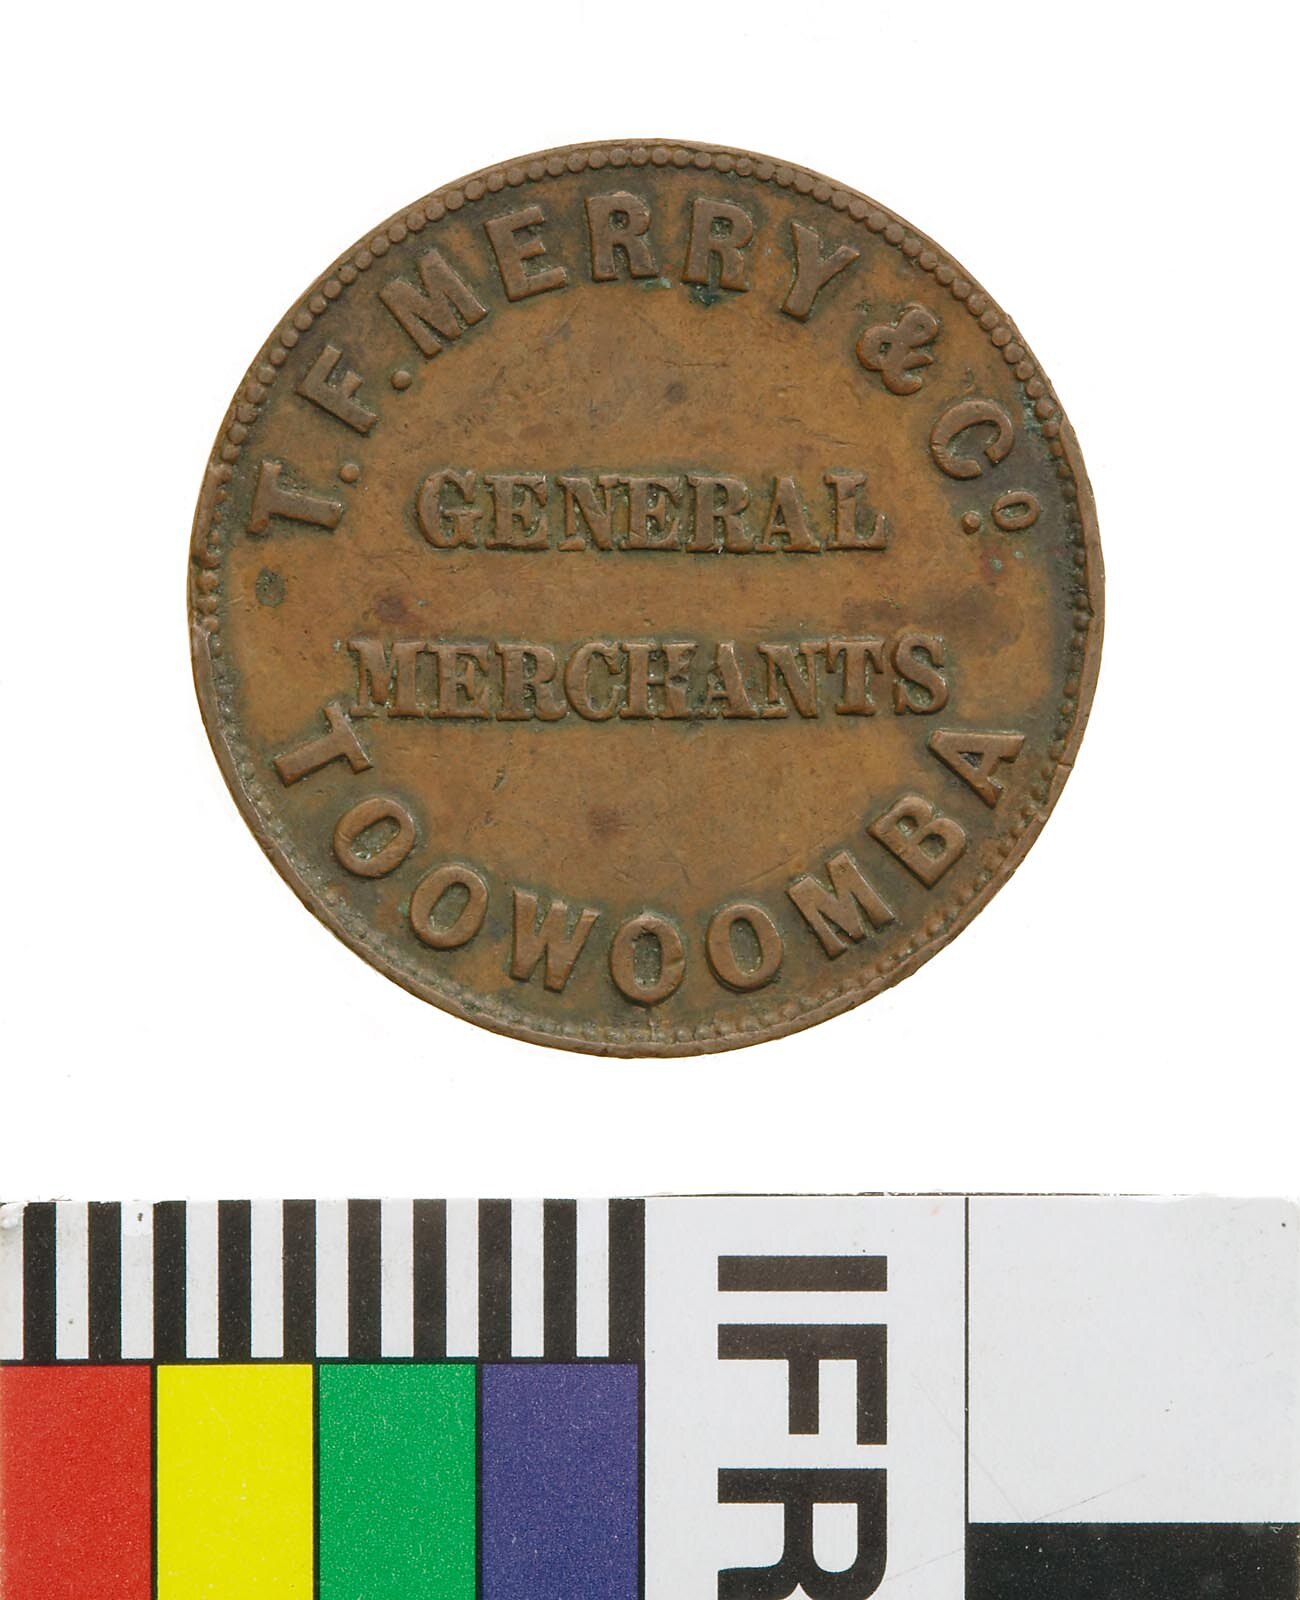 T.F.MERRY & Cº.
GENERAL
MERCHANTS
TOOWOOMBA
IFR